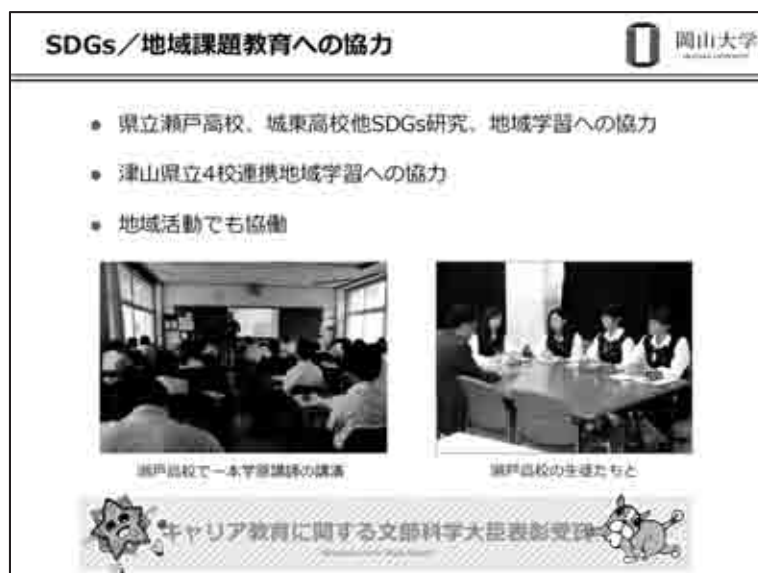 SDGs／地域課題教育への協力
岡山大学
● 県立瀬戸高校、城東高校他SDGs研究、地域学習への協力
● 津山県立4校連携地域学習への協力
● 地域活動でも協働
瀬戸高校で一本学原講師の講演
瀬戸高校の生徒たちと
キャリア教育に関する文部科学大臣表彰受賞